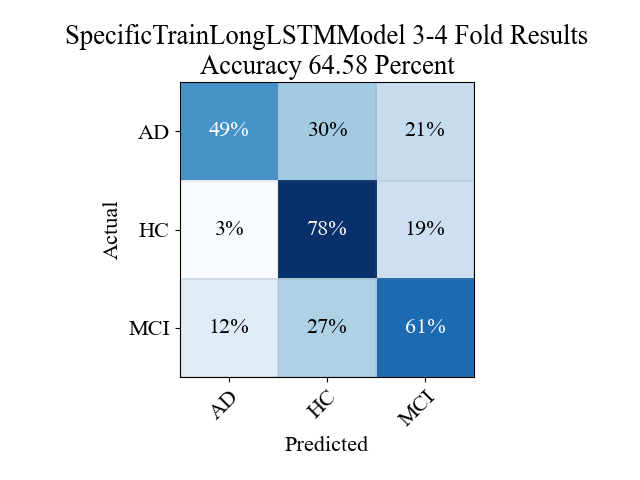 SpecificTrainLongLSTMModel 3-4 Fold Results
Accuracy 64.58 Percent
AD 49% 30% 21%
HC 3% 78% 19%
MCI 12% 27% 61%
Actual
AD HC MCI
Predicted